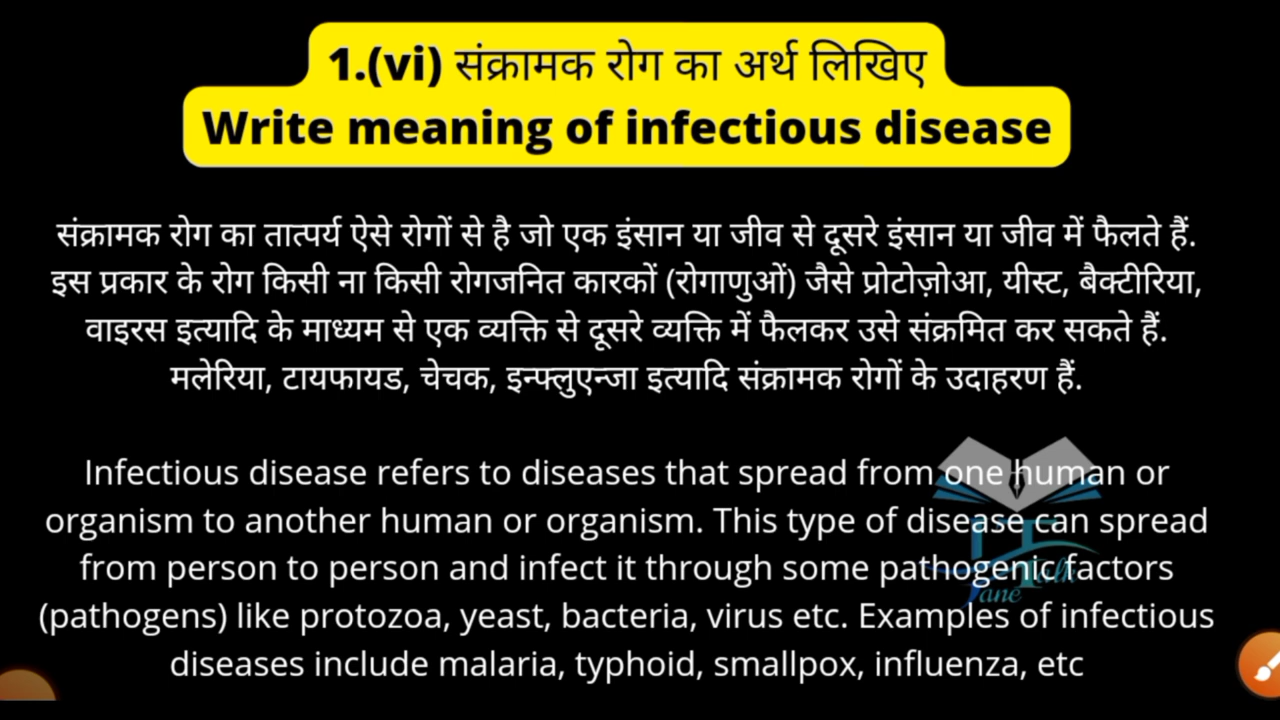 1.(vi) संक्रामक रोग का अर्थ लिखिए
Write meaning of infectious disease
संक्रामक रोग का तात्पर्य ऐसे रोगों से है जो एक इंसान या जीव से दूसरे इंसान या जीव में फैलते हैं.
इस प्रकार के रोग किसी ना किसी रोगजनित कारकों (रोगाणुओं) जैसे प्रोटोज़ोआ, यीस्ट, बैक्टीरिया,
वाइरस इत्यादि के माध्यम से एक व्यक्ति से दूसरे व्यक्ति में फैलकर उसे संक्रमित कर सकते हैं.
मलेरिया, टायफायड, चेचक, इन्फ्लुएन्जा इत्यादि संक्रामक रोगों के उदाहरण हैं.
Infectious disease refers to diseases that spread from one human or
organism to another human or organism. This type of disease can spread
from person to person and infect it through some pathogenic factors
(pathogens) like protozoa, yeast, bacteria, virus etc. Examples of infectious
diseases include malaria, typhoid, smallpox, influenza, etc